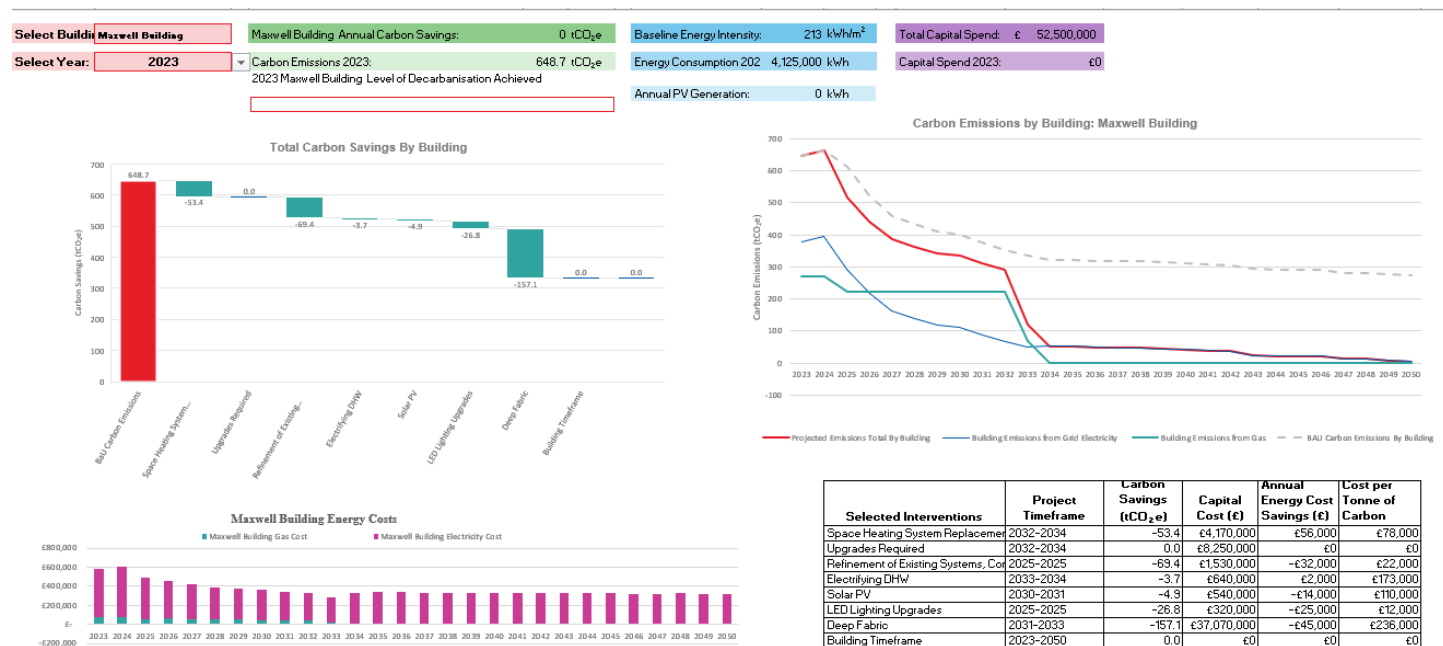 Select Buildin Maxwell Building
Maxwell Building Annual Carbon Savings: 0 tCO₂e
Baseline Energy Intensity: 213 kWh/m²
Total Capital Spend: £ 52,500,000
Select Year: 2023
Carbon Emissions 2023: 648.7 tCO₂e
Energy Consumption 202 4,125,000 kWh
Capital Spend 2023: £0
2023 Maxwell Building Level of Decarbanisation Achieved
Annual PV Generation: 0 kWh
Total Carbon Savings By Building
Carbon Savings (tCO₂e)
700
600
500
400
300
200
100
0
648.7
-53.4
0.0
-69.4
-3.7
-4.9
-26.8
-157.1
0.0
0.0
BaU Carbon Emissions
Space Heating System...
Upgrades Required
Refinement of Existing...
Electrifying DHW
Solar PV
LED Lighting Upgrades
Deep Fabric
Building Timeframe
Carbon Emissions by Building: Maxwell Building
Carbon Emissions (tCO₂e)
700
600
500
400
300
200
100
0
-100
2023 2024 2025 2026 2027 2028 2029 2030 2031 2032 2033 2034 2035 2036 2037 2038 2039 2040 2041 2042 2043 2044 2045 2046 2047 2048 2049 2050
Projected Emissions Total By Building
Building Emissions from Grid Electricity
Building Emissions from Gas
BAU Carbon Emissions By Building
Maxwell Building Energy Costs
Maxwell Building Gas Cost
Maxwell Building Electricity Cost
£800,000
£600,000
£400,000
£200,000
£-
-£200,000
2023 2024 2025 2026 2027 2028 2029 2030 2031 2032 2033 2034 2035 2036 2037 2038 2039 2040 2041 2042 2043 2044 2045 2046 2047 2048 2049 2050
Selected Interventions | Project Timeframe | Carbon Savings (tCO₂e) | Capital Cost (£) | Annual Energy Cost Savings (£) | Cost per Tonne of Carbon
Space Heating System Replacemer 2032-2034 -53.4 £4,170,000 £56,000 £78,000
Upgrades Required 2032-2034 0.0 £8,250,000 £0 £0
Refinement of Existing Systems, Cor 2025-2025 -69.4 £1,530,000 -£32,000 £22,000
Electrifying DHW 2033-2034 -3.7 £640,000 £2,000 £173,000
Solar PV 2030-2031 -4.9 £540,000 -£14,000 £110,000
LED Lighting Upgrades 2025-2025 -26.8 £320,000 -£25,000 £12,000
Deep Fabric 2031-2033 -157.1 £37,070,000 -£45,000 £236,000
Building Timeframe 2023-2050 0.0 £0 £0 £0